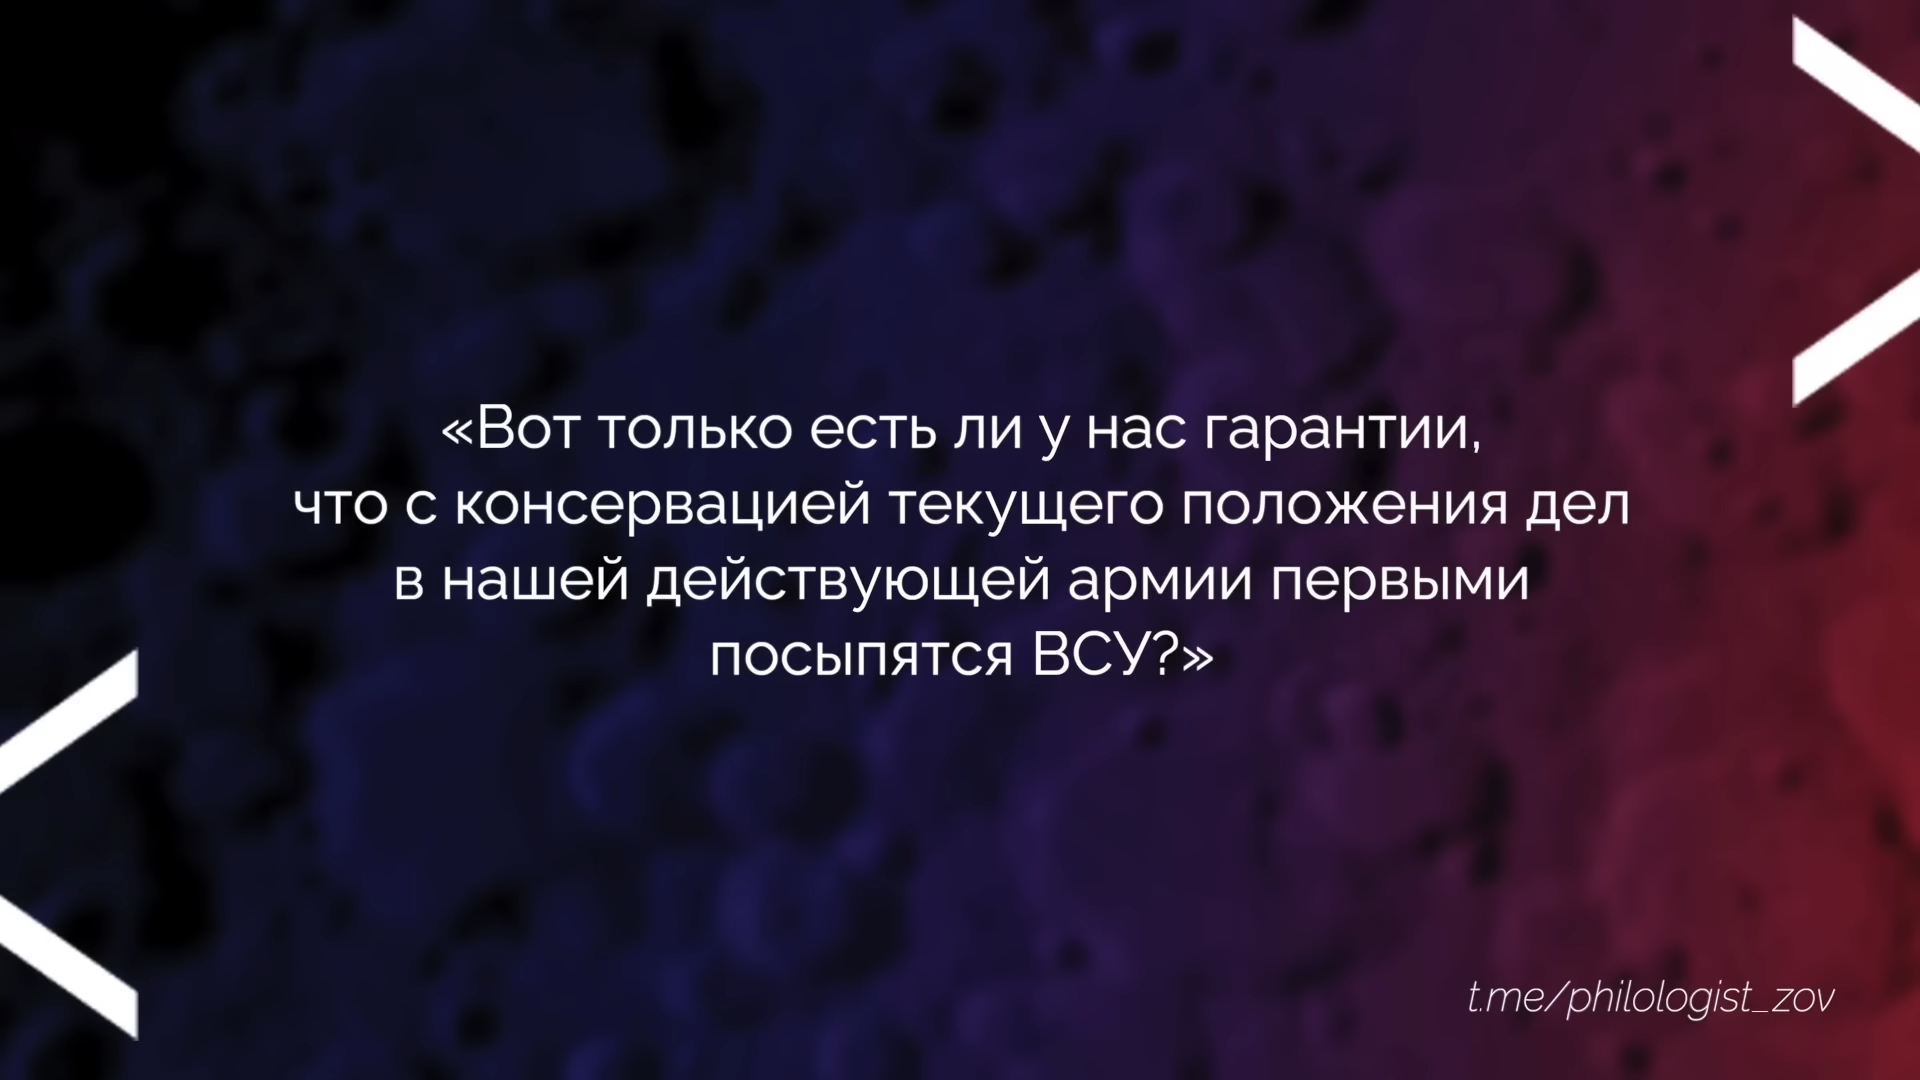 «Вот только есть ли у нас гарантии,
что с консервацией текущего положения дел
в нашей действующей армии первыми
посыпятся ВСУ?»
t.me/philologist_zov